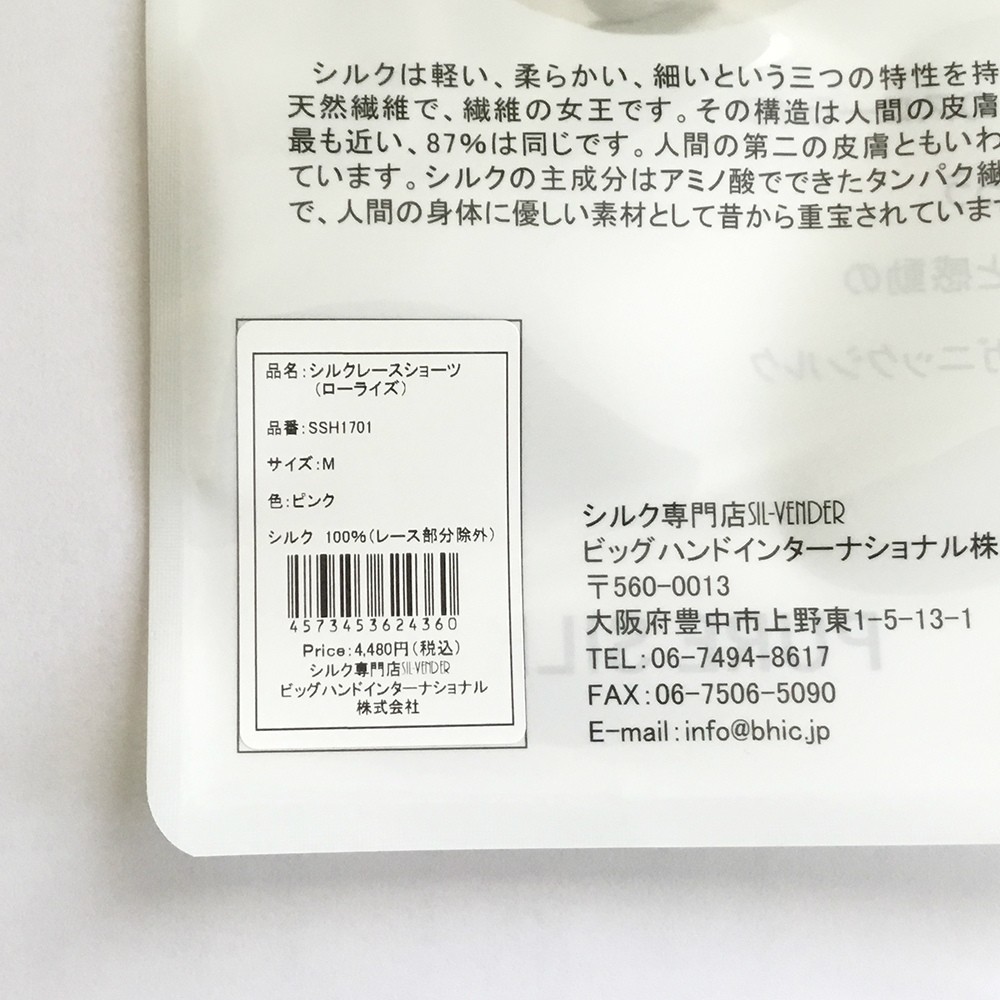 シルクは軽い、柔らかい、細いという三つの特性を持
天然繊維で、繊維の女王です。その構造は人間の皮膚
最も近い、87%は同じです。人間の第二の皮膚ともいわ
ています。シルクの主成分はアミノ酸でできたタンパク繊
で、人間の身体に優しい素材として昔から重宝されています
と感動の
ガニックシルク
品名:シルクレースショーツ
(ローライズ)
品番:SSH1701
サイズ:M
色:ピンク
シルク 100%(レース部分除外)
4573453624360
Price:4,480円(税込)
シルク専門店SIL-VENDER
ビッグハンドインターナショナル
株式会社
シルク専門店SIL-VENDER
ビッグハンドインターナショナル株
〒560-0013
大阪府豊中市上野東1-5-13-1
TEL:06-7494-8617
FAX:06-7506-5090
E-mail:info@bhic.jp